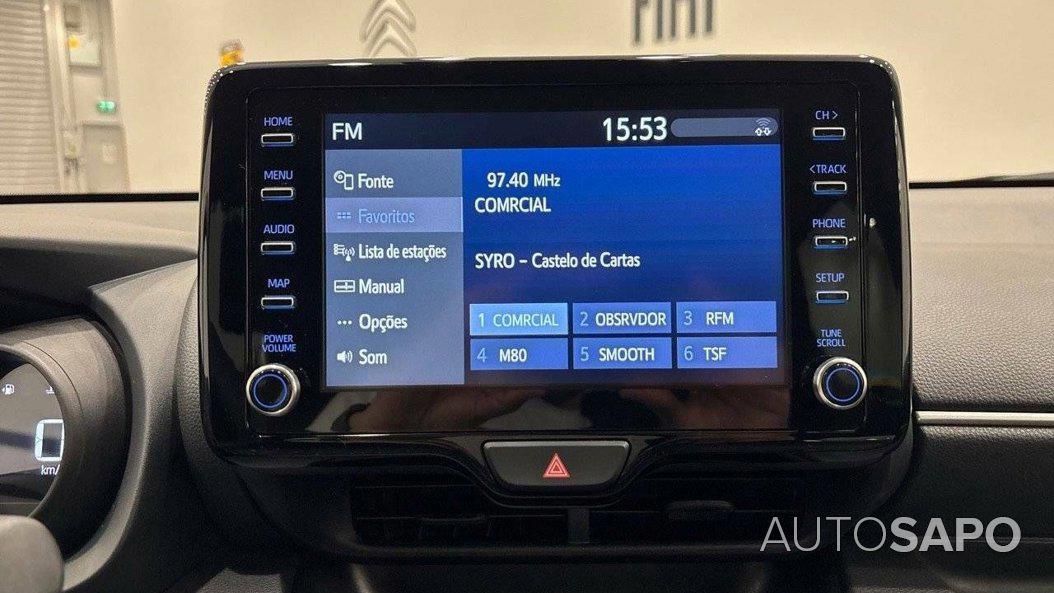 FIAT
HOME
MENU
AUDIO
MAP
POWER
VOLUME
FM
15:53
Fonte
Favoritos
Lista de estações
Manual
Opções
Som
97.40 MHz
COMRCIAL
SYRO – Castelo de Cartas
1 COMRCIAL
2 OBSRVDOR
3 RFM
4 M80
5 SMOOTH
6 TSF
CH >
< TRACK
PHONE
SETUP
TUNE
SCROLL
km/
AUTOSAPO